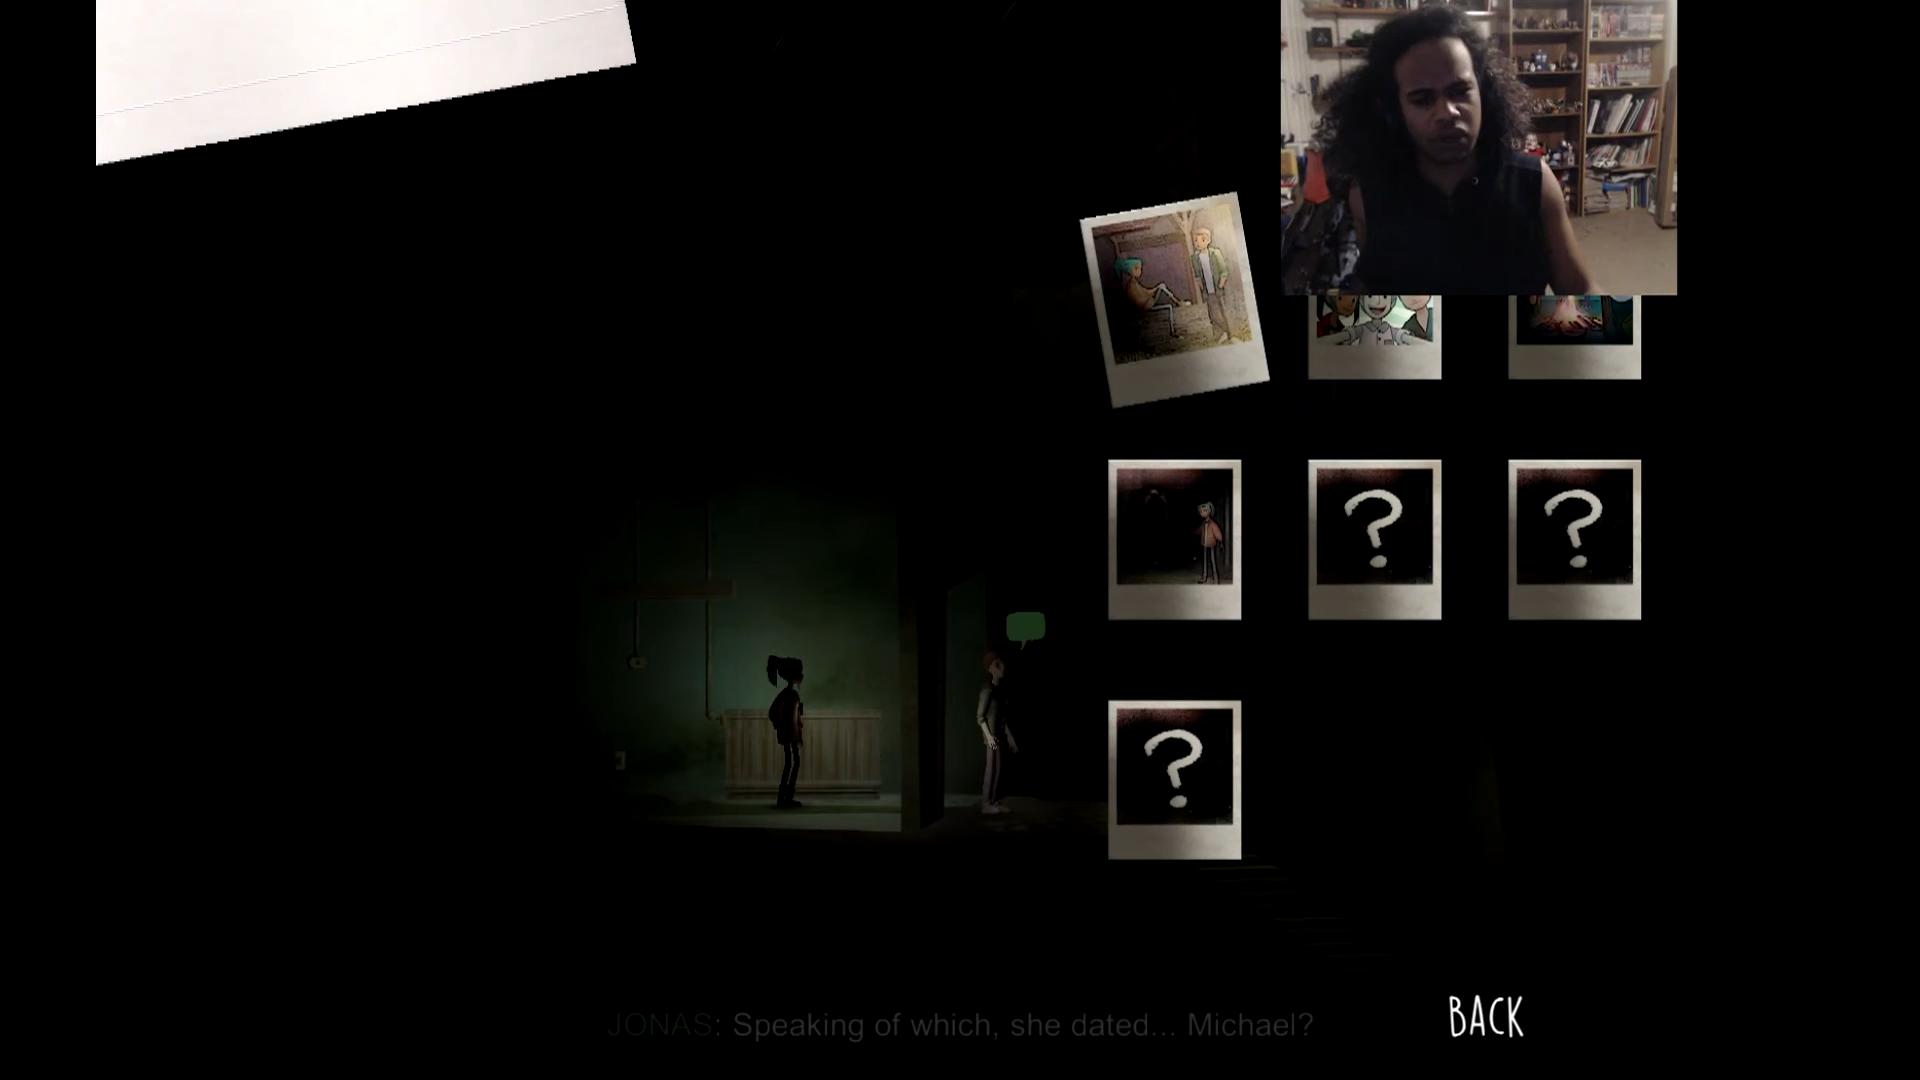 ?
?
?
JONAS: Speaking of which, she dated... Michael?
BACK